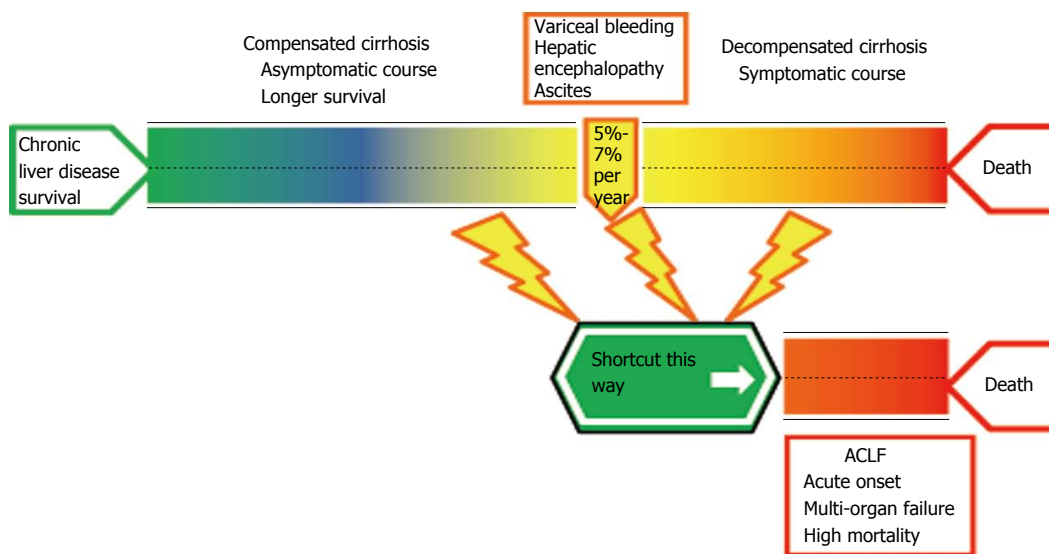 Compensated cirrhosis
Asymptomatic course
Longer survival
Variceal bleeding
Hepatic
encephalopathy
Ascites
Decompensated cirrhosis
Symptomatic course
Chronic
liver disease
survival
5%-
7%
per
year
Death
Shortcut this
way
Death
ACLF
Acute onset
Multi-organ failure
High mortality